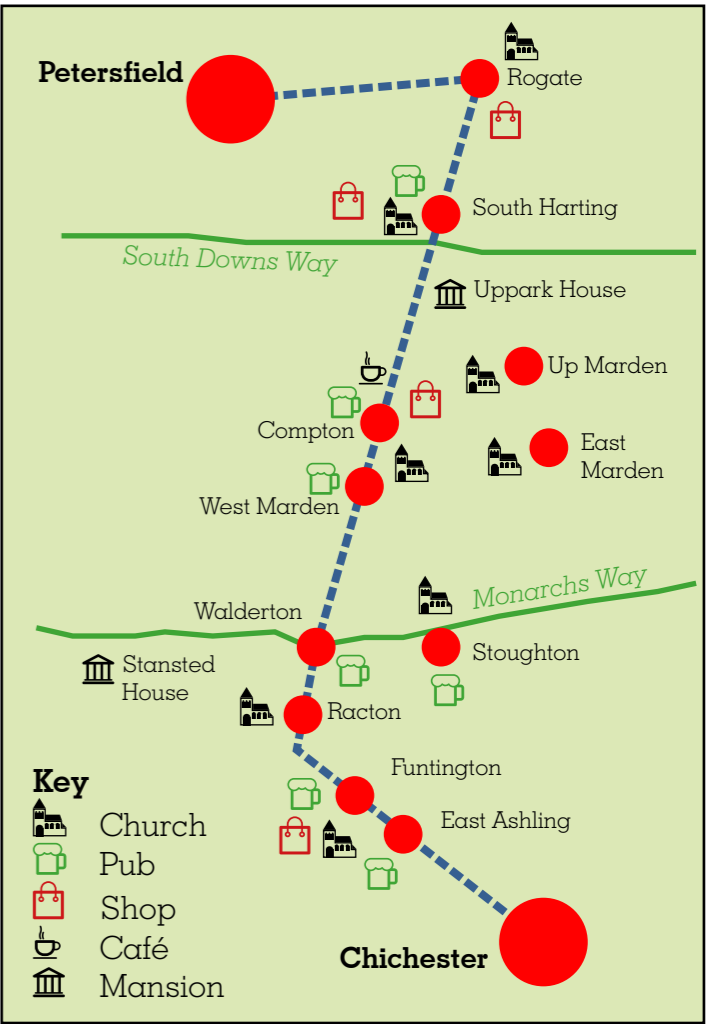 Petersfield
Rogate
South Harting
South Downs Way
Uppark House
Up Marden
Compton
East
Marden
West Marden
Monarchs Way
Walderton
Stoughton
Stansted
House
Racton
Funtington
East Ashling
Key
Church
Pub
Shop
Café
Mansion
Chichester